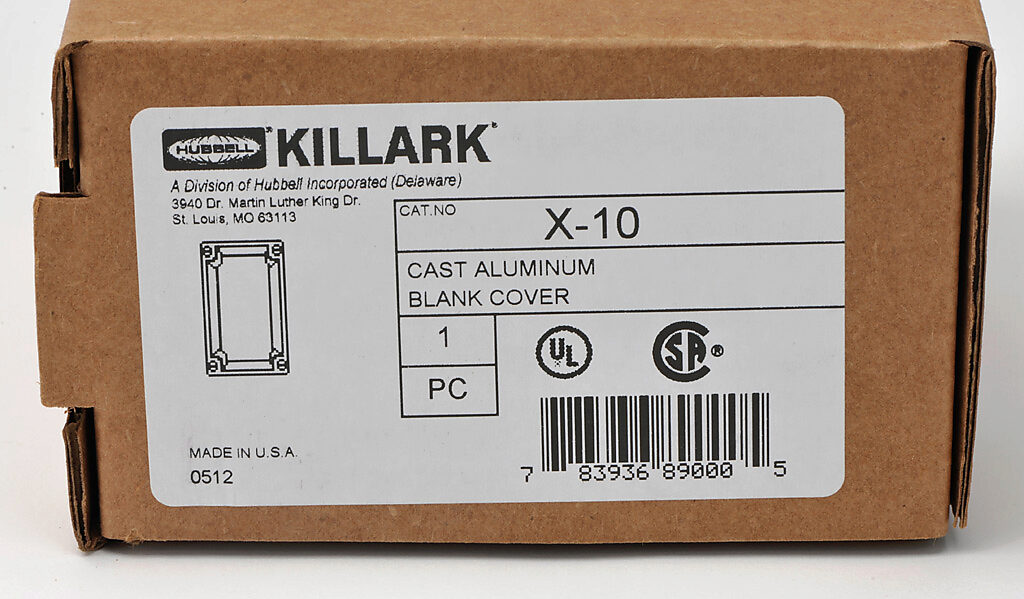 HUBBELL® KILLARK®
A Division of Hubbell Incorporated (Delaware)
3940 Dr. Martin Luther King Dr.
St. Louis, MO 63113
CAT.NO X-10
CAST ALUMINUM
BLANK COVER
1
PC
UL
SA®
MADE IN U.S.A.
0512
7 83936 89000 5